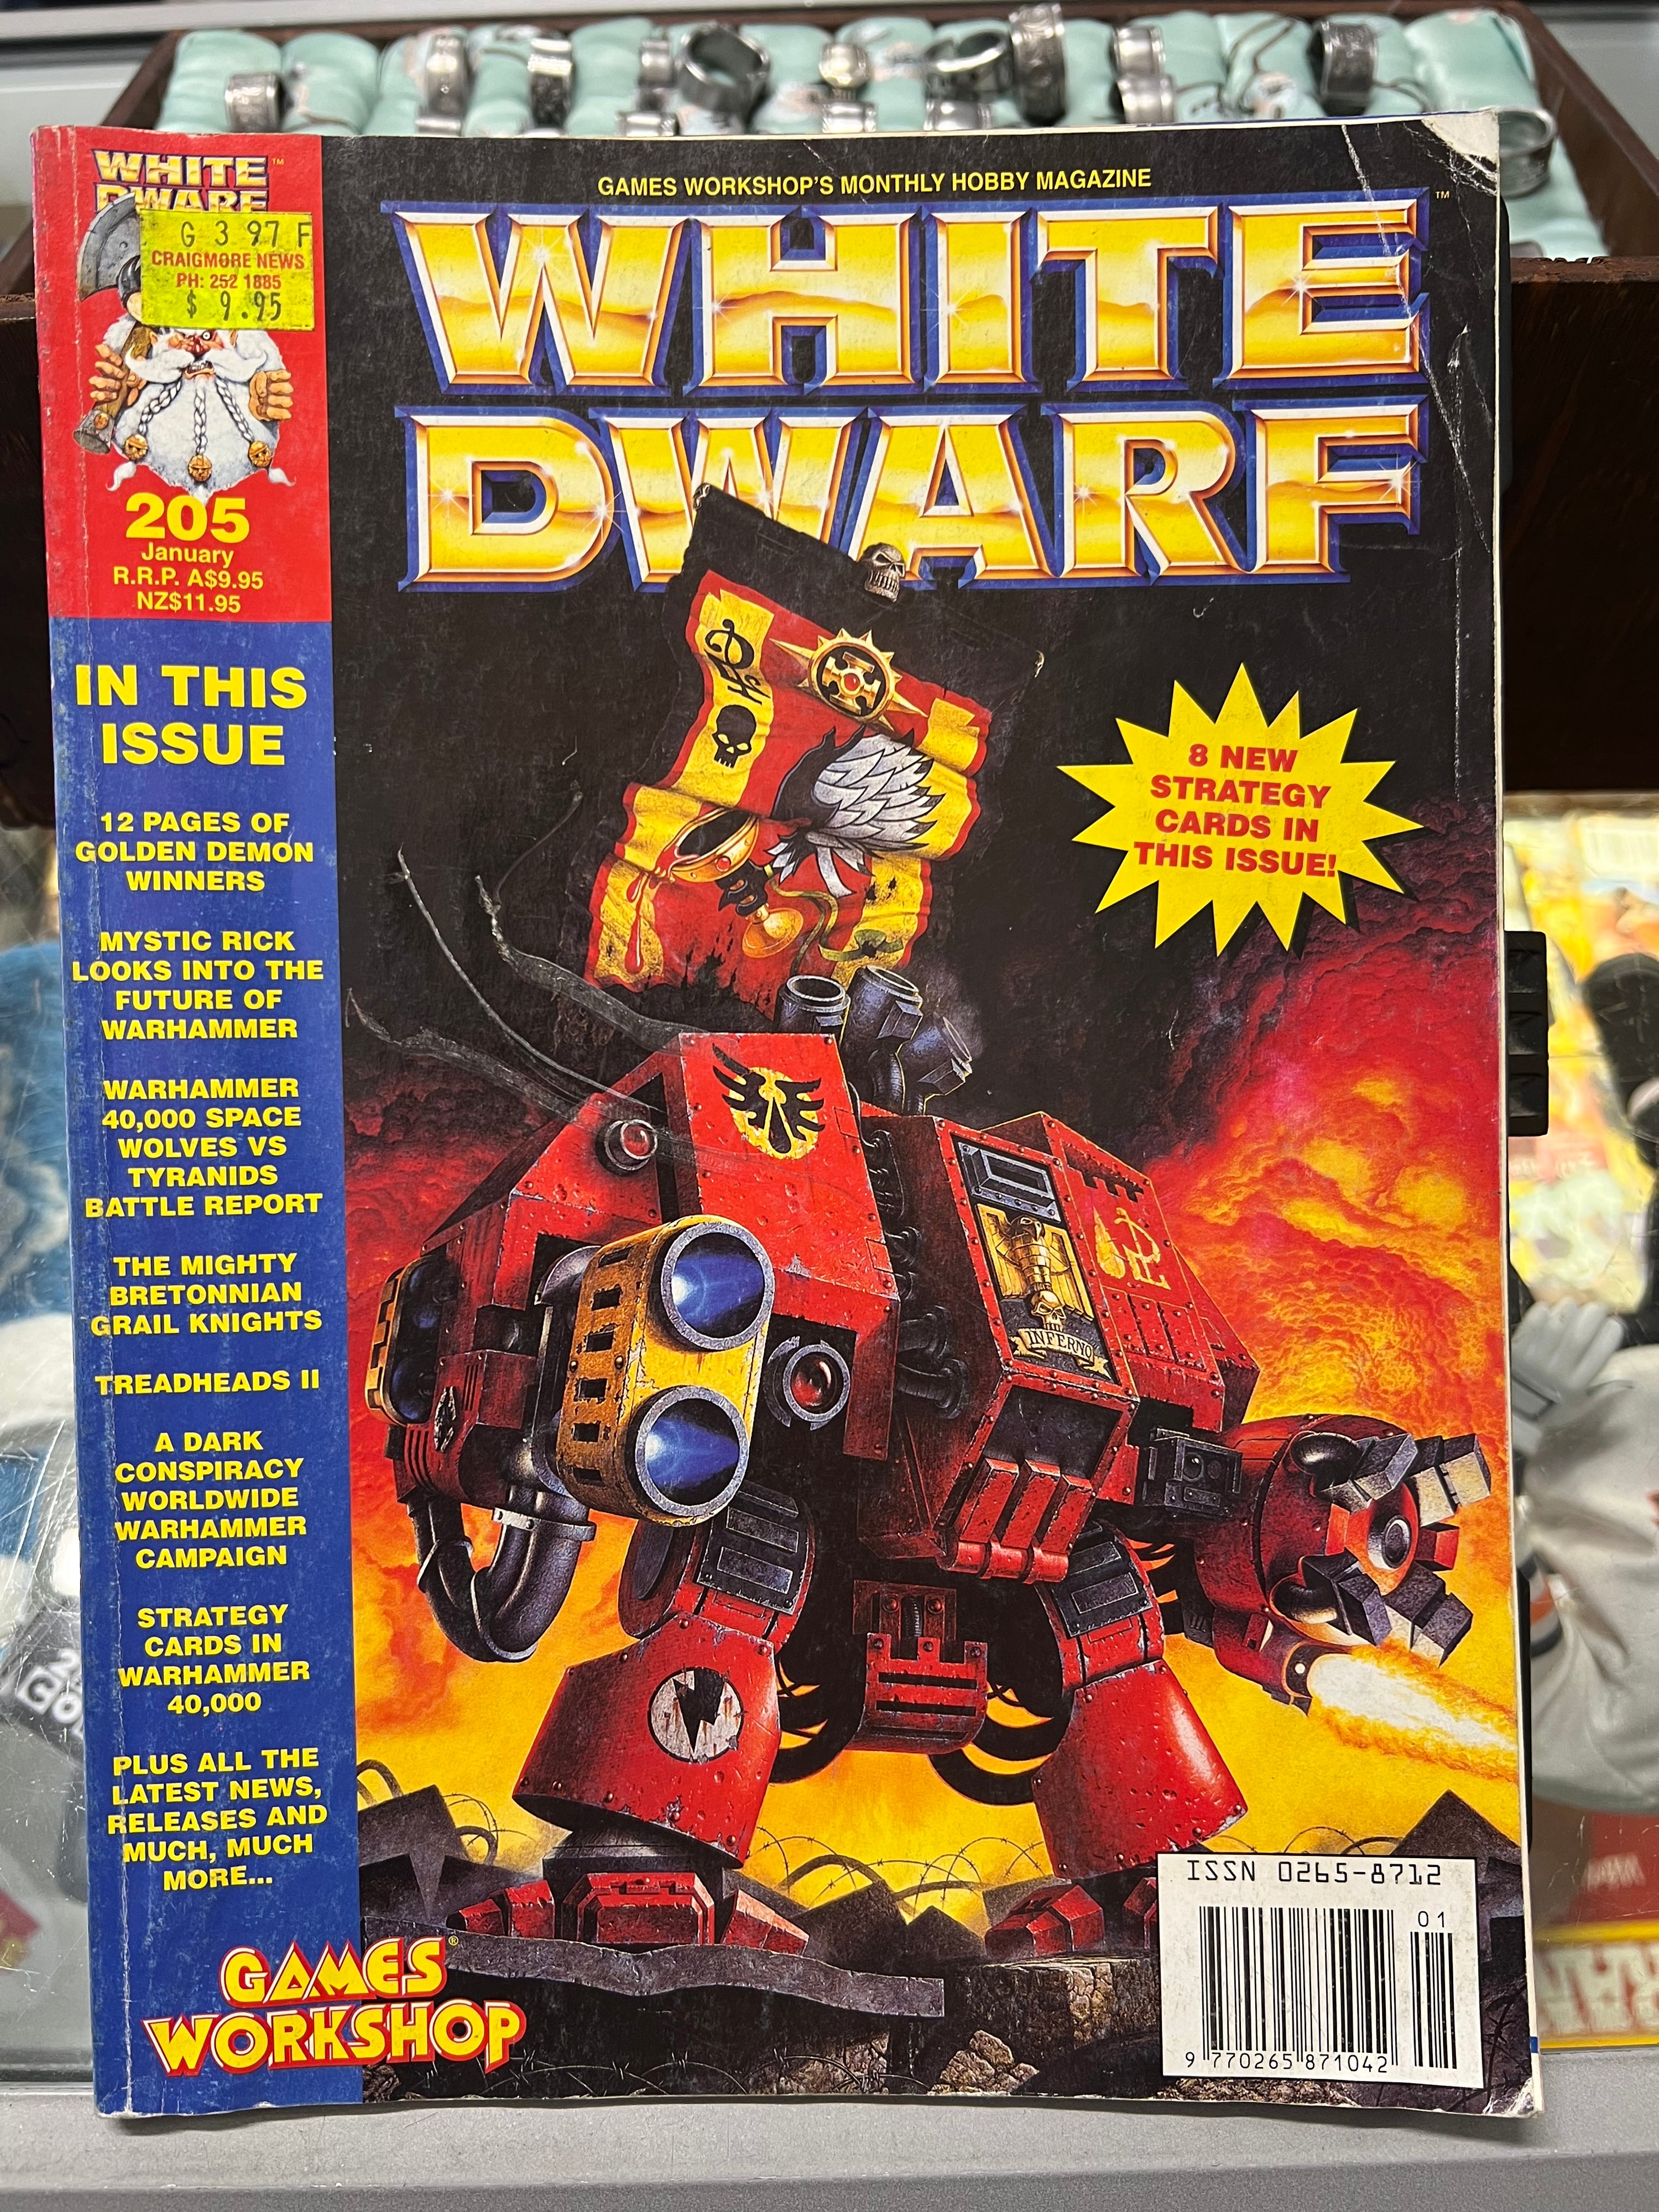 GAMES WORKSHOP'S MONTHLY HOBBY MAGAZINE
WHITE
DWARF
™
WHITE ™
DWARF
G 3 97 F
CRAIGMORE NEWS
PH: 252 1885
$ 9.95
205
January
R.R.P. A$9.95
NZ$11.95
IN THIS
ISSUE
12 PAGES OF
GOLDEN DEMON
WINNERS
MYSTIC RICK
LOOKS INTO THE
FUTURE OF
WARHAMMER
WARHAMMER
40,000 SPACE
WOLVES VS
TYRANIDS
BATTLE REPORT
THE MIGHTY
BRETONNIAN
GRAIL KNIGHTS
TREADHEADS II
A DARK
CONSPIRACY
WORLDWIDE
WARHAMMER
CAMPAIGN
STRATEGY
CARDS IN
WARHAMMER
40,000
PLUS ALL THE
LATEST NEWS,
RELEASES AND
MUCH, MUCH
MORE...
8 NEW
STRATEGY
CARDS IN
THIS ISSUE!
INFERNO
GAMES ®
WORKSHOP
ISSN 0265-8712
01
9 770265 871042